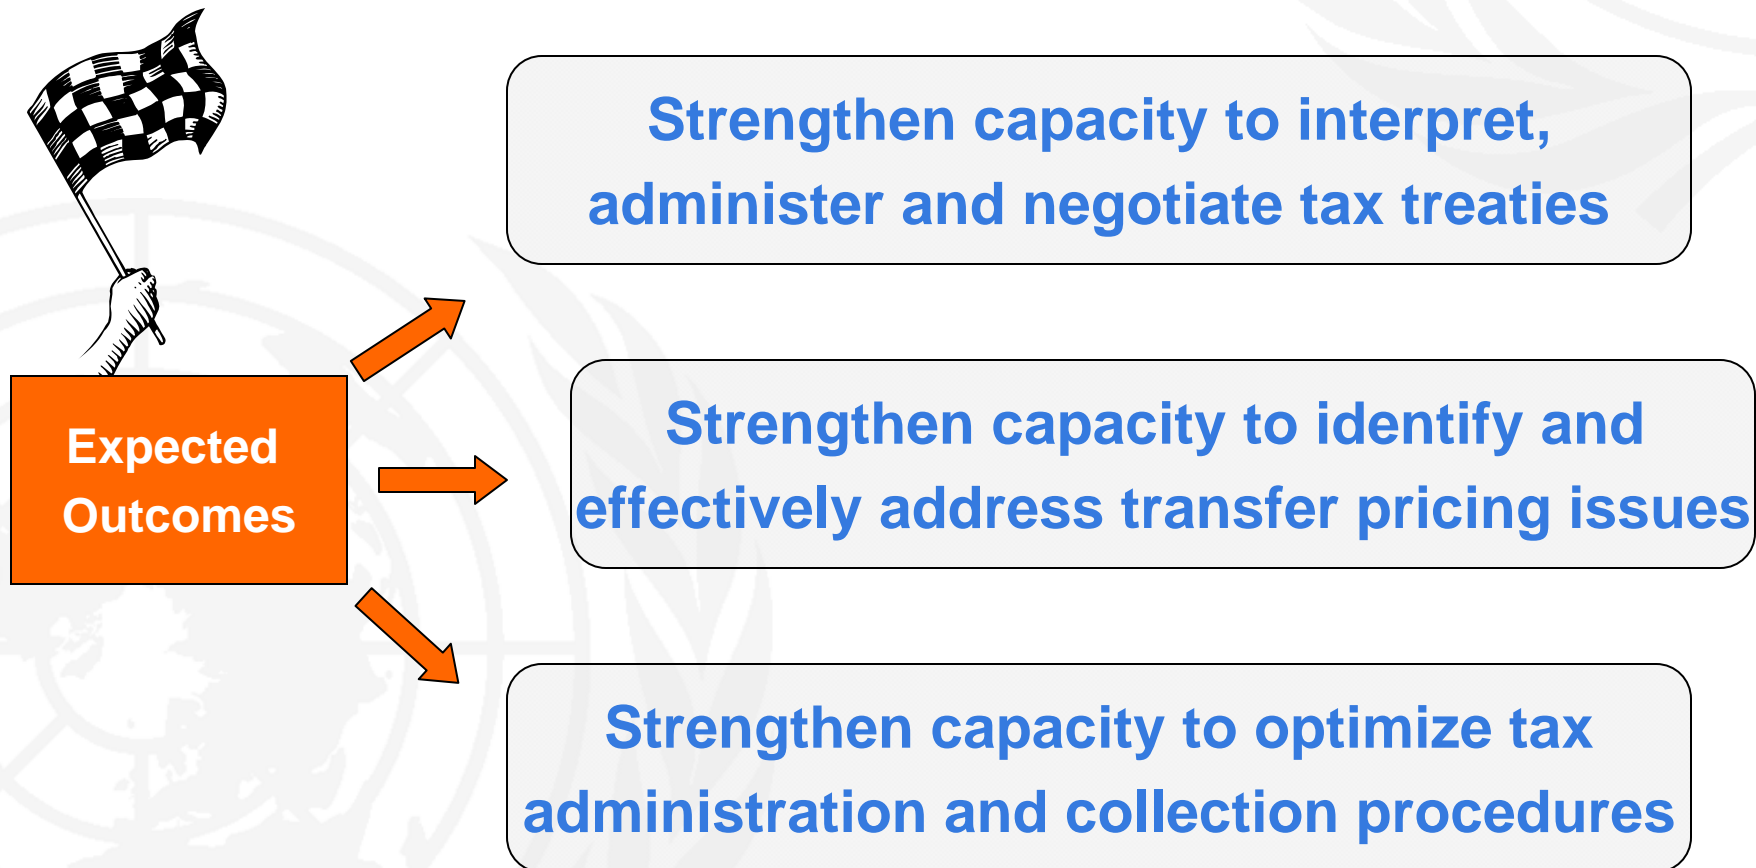 Strengthen capacity to interpret,
administer and negotiate tax treaties
Expected
Outcomes
Strengthen capacity to identify and
effectively address transfer pricing issues
Strengthen capacity to optimize tax
administration and collection procedures